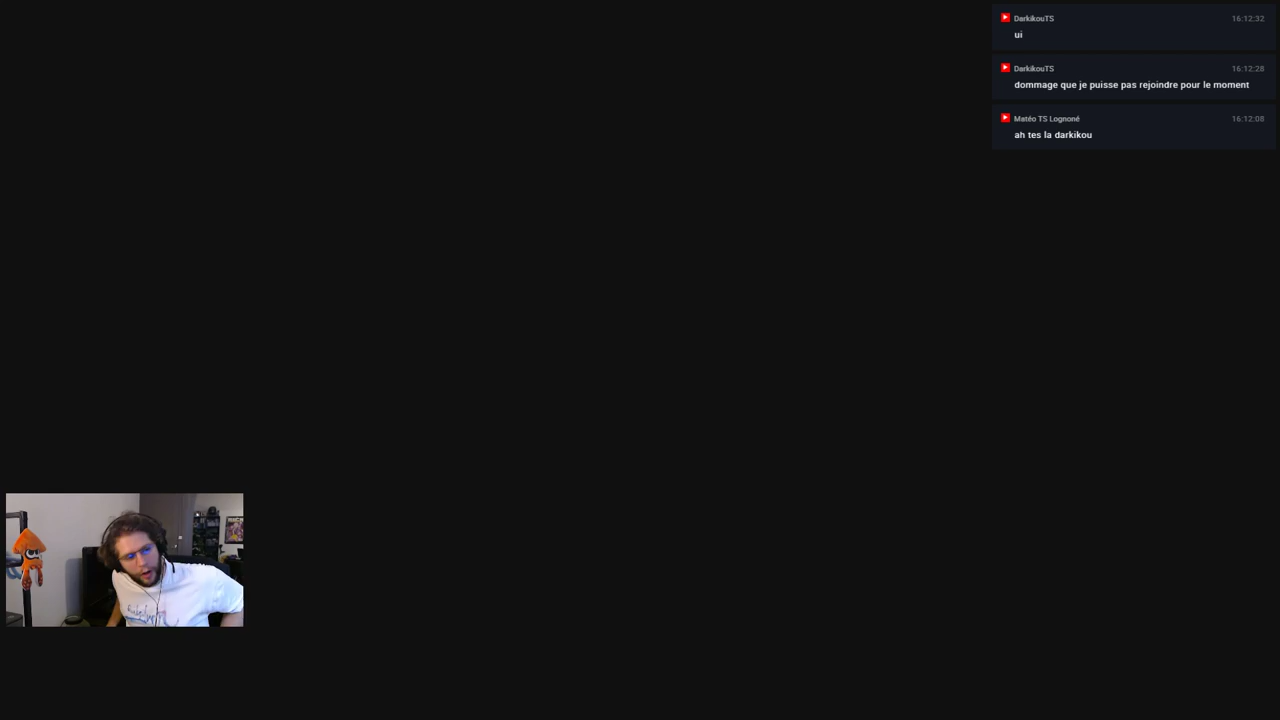 DarkikouTS
16:12:32
ui
DarkikouTS
16:12:28
dommage que je puisse pas rejoindre pour le moment
Matéo TS Lognoné
16:12:08
ah tes la darkikou